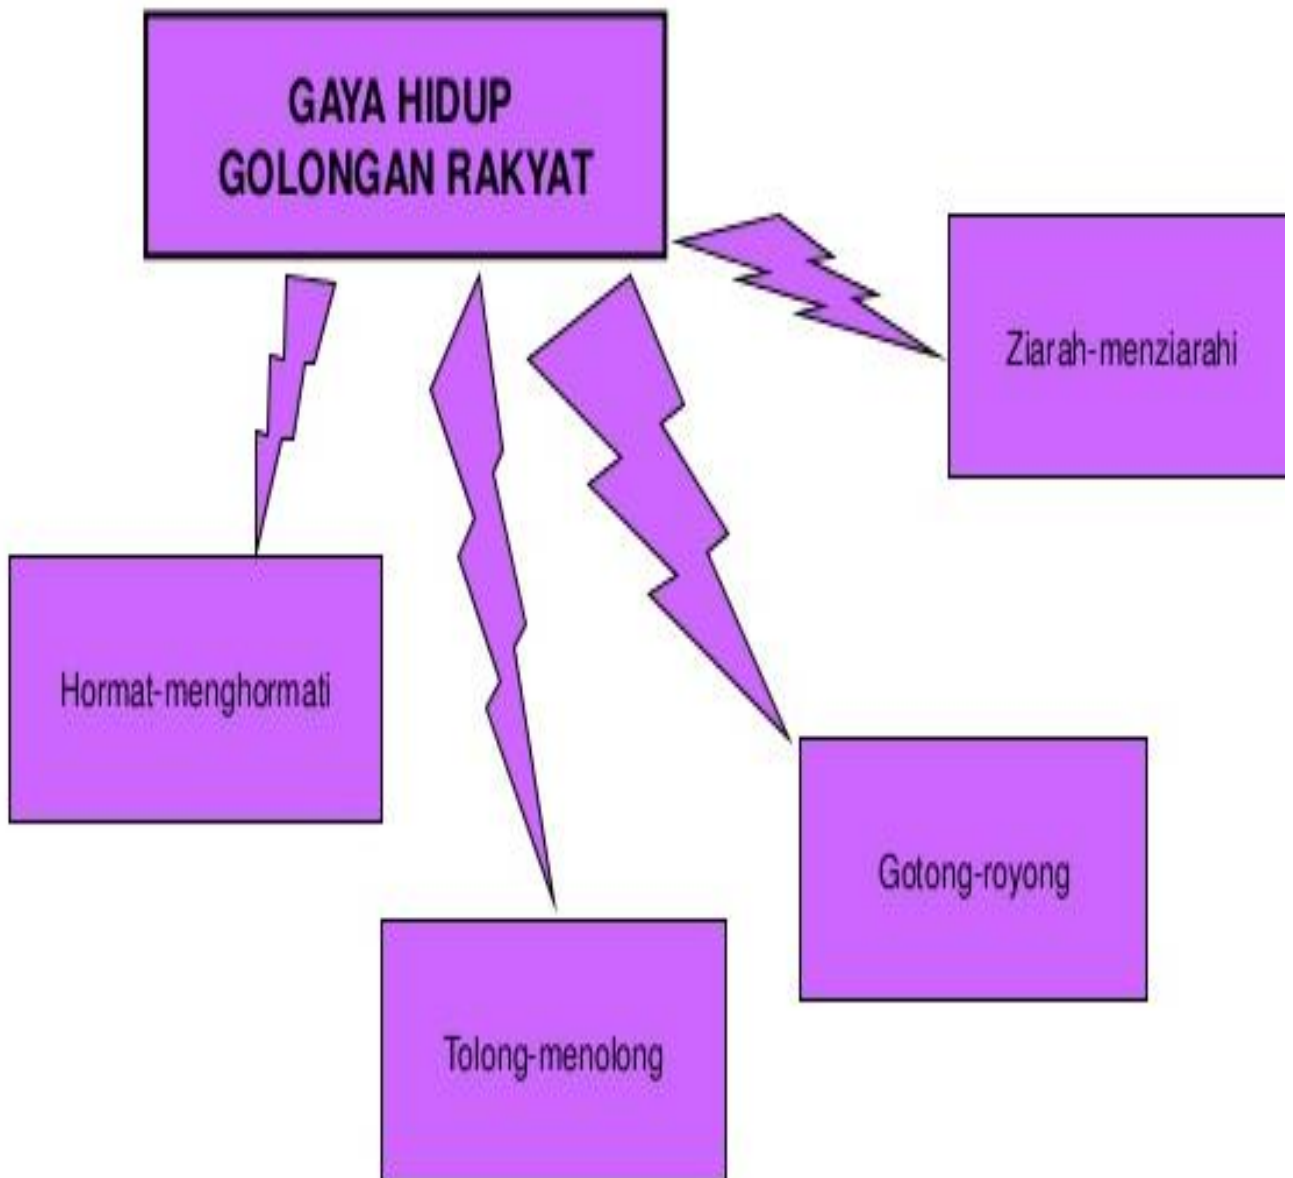 GAYA HIDUP
GOLONGAN RAKYAT
Ziarah-menziarahi
Hormat-menghormati
Gotong-royong
Tolong-menolong